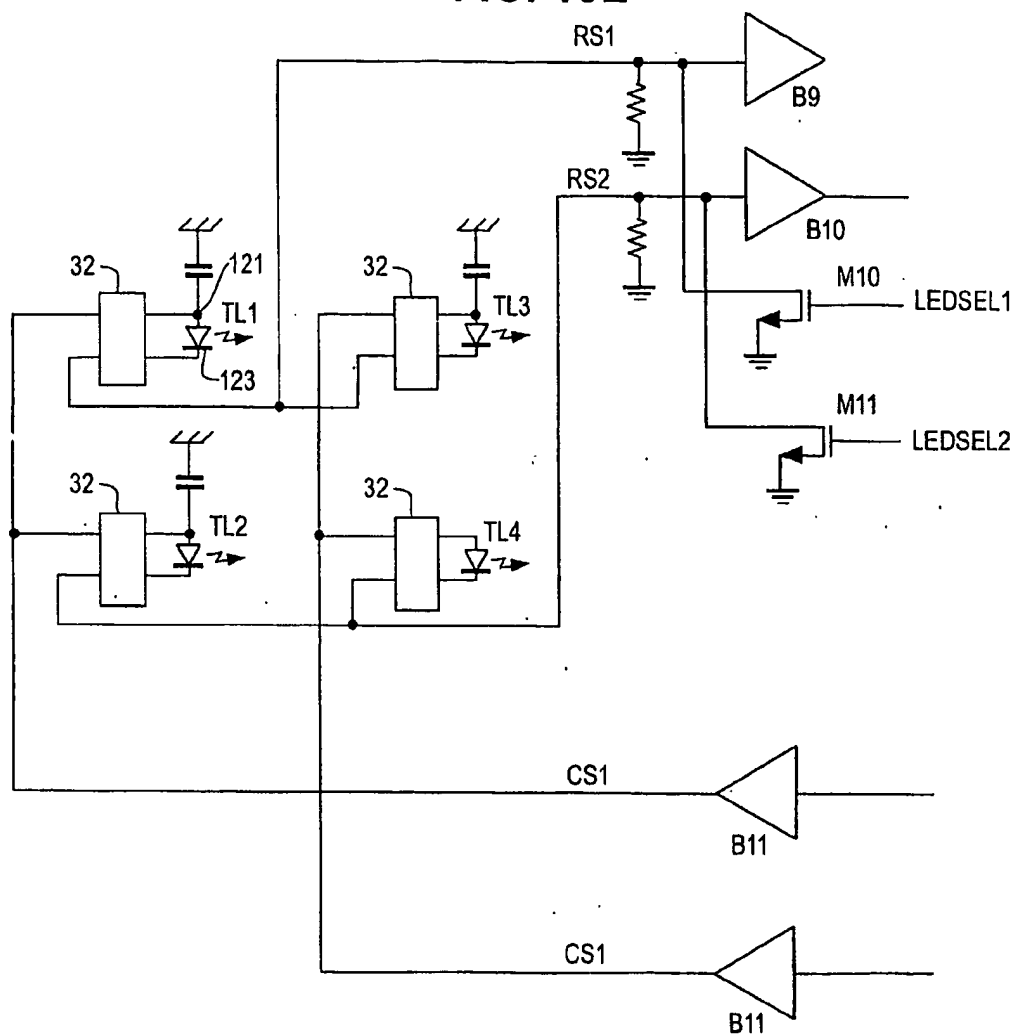 RS1
B9
RS2
B10
32
121
TL1
123
32
TL3
M10
LEDSEL1
M11
LEDSEL2
32
TL2
32
TL4
CS1
B11
CS1
B11